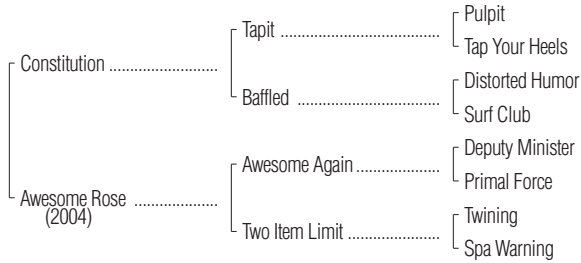 Pulpit
Tapit ............................................
Tap Your Heels
Constitution ..............................
Distorted Humor
Baffled .......................................
Surf Club
Deputy Minister
Awesome Again .......................
Primal Force
Awesome Rose ........................
(2004)
Twining
Two Item Limit .........................
Spa Warning